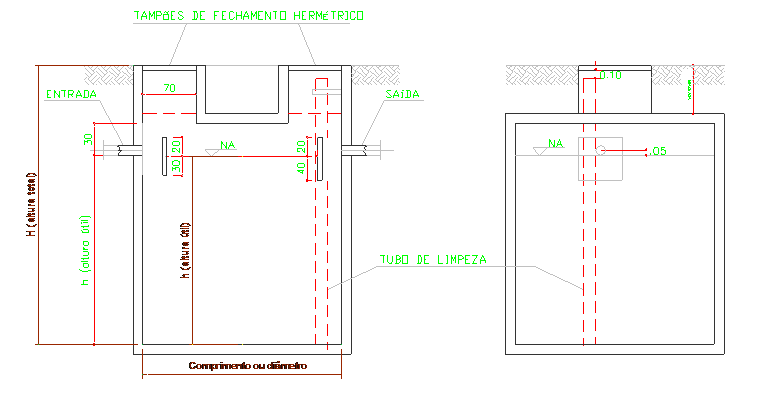 TAMPÕES DE FECHAMENTO HERMÉTRICO
0.10
70
ENTRADA
SAÍDA
30
20
NA
20
NA
30
40
.05
H (altura total)
h (altura útil)
h (altura útil)
TUBO DE LIMPEZA
Comprimento ou diâmetro